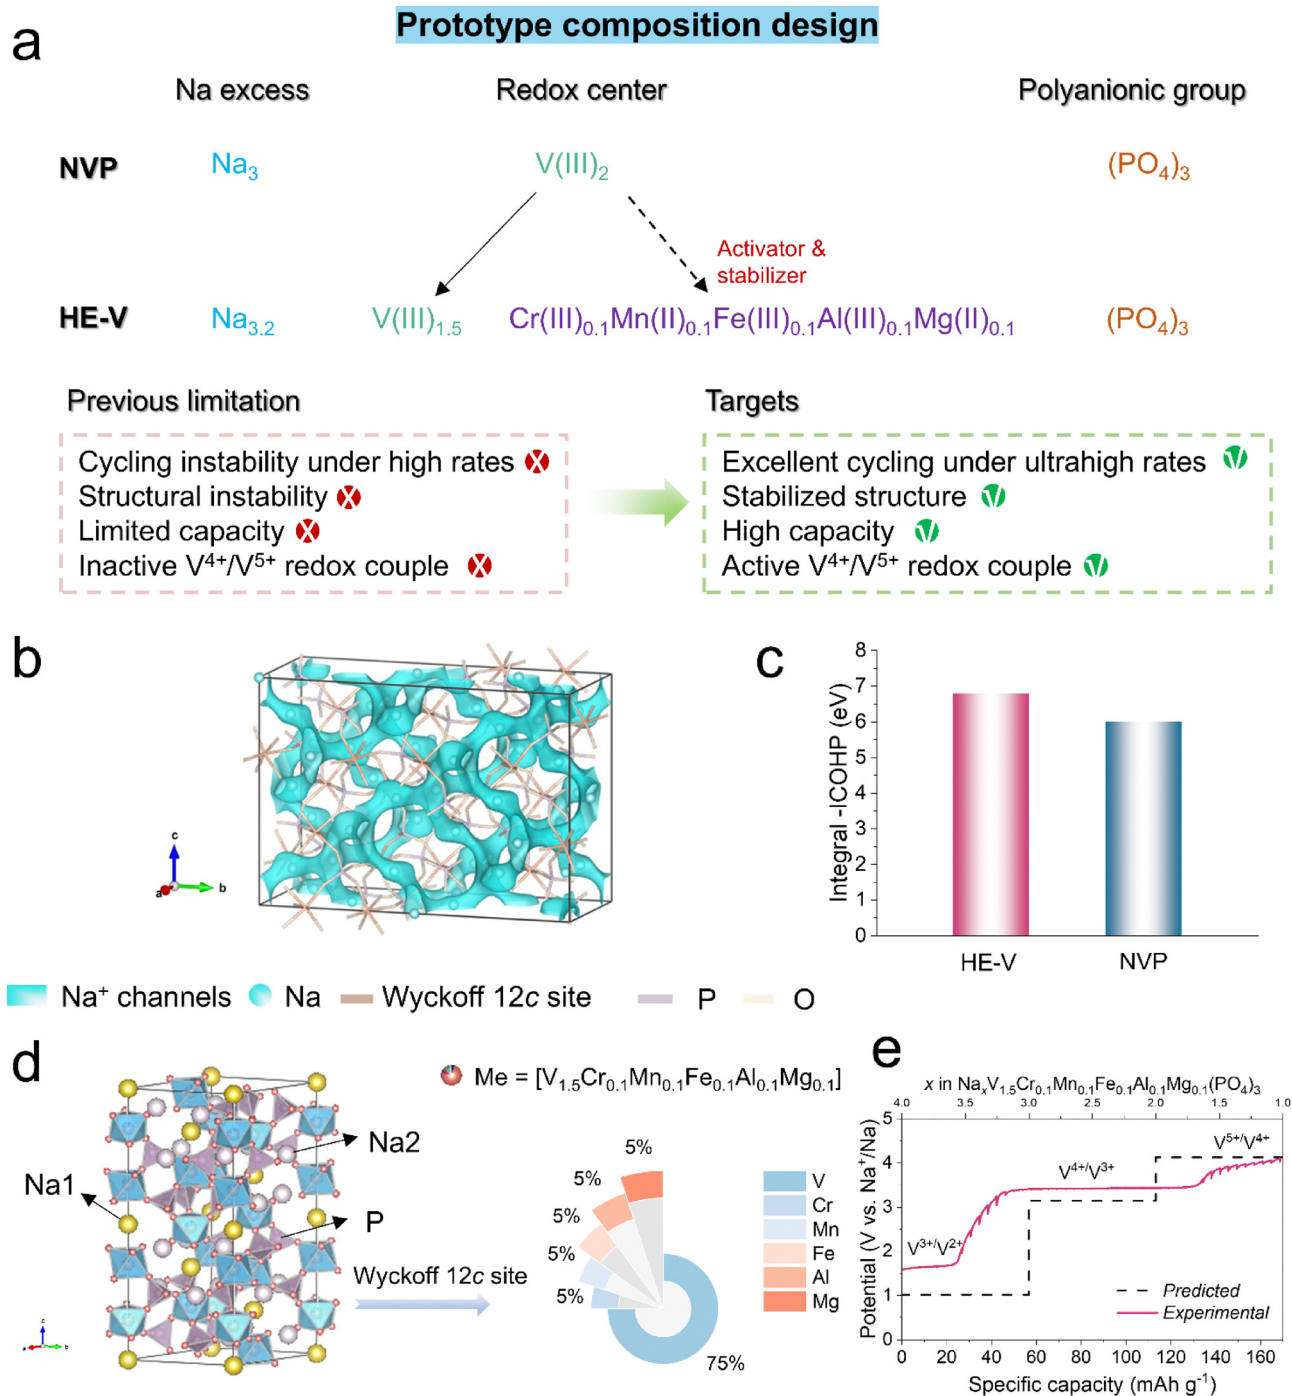 Prototype composition design
a
Na excess Redox center Polyanionic group
NVP Na₃ V(III)₂ (PO₄)₃
Activator &
stabilizer
HE-V Na₃.₂ V(III)₁.₅ Cr(III)₀.₁Mn(II)₀.₁Fe(III)₀.₁Al(III)₀.₁Mg(II)₀.₁ (PO₄)₃
Previous limitation
Cycling instability under high rates X
Structural instability X
Limited capacity X
Inactive V⁴⁺/V⁵⁺ redox couple X
Targets
Excellent cycling under ultrahigh rates
Stabilized structure
High capacity
Active V⁴⁺/V⁵⁺ redox couple
b
c
b
a
Na⁺ channels Na Wyckoff 12c site P O
c
Integral -ICOHP (eV)
8
7
6
5
4
3
2
1
0
HE-V NVP
d
Na1
Na2
P
c
a
b
Wyckoff 12c site
Me = [V₁.₅Cr₀.₁Mn₀.₁Fe₀.₁Al₀.₁Mg₀.₁]
5%
5%
5%
5%
5%
75%
V
Cr
Mn
Fe
Al
Mg
e
x in NaₓV₁.₅Cr₀.₁Mn₀.₁Fe₀.₁Al₀.₁Mg₀.₁(PO₄)₃
4.0 3.5 3.0 2.5 2.0 1.5 1.0
Potential (V vs. Na⁺/Na)
5
4
3
2
1
0
V³⁺/V²⁺
V⁴⁺/V³⁺
V⁵⁺/V⁴⁺
Predicted
Experimental
0 20 40 60 80 100 120 140 160
Specific capacity (mAh g⁻¹)